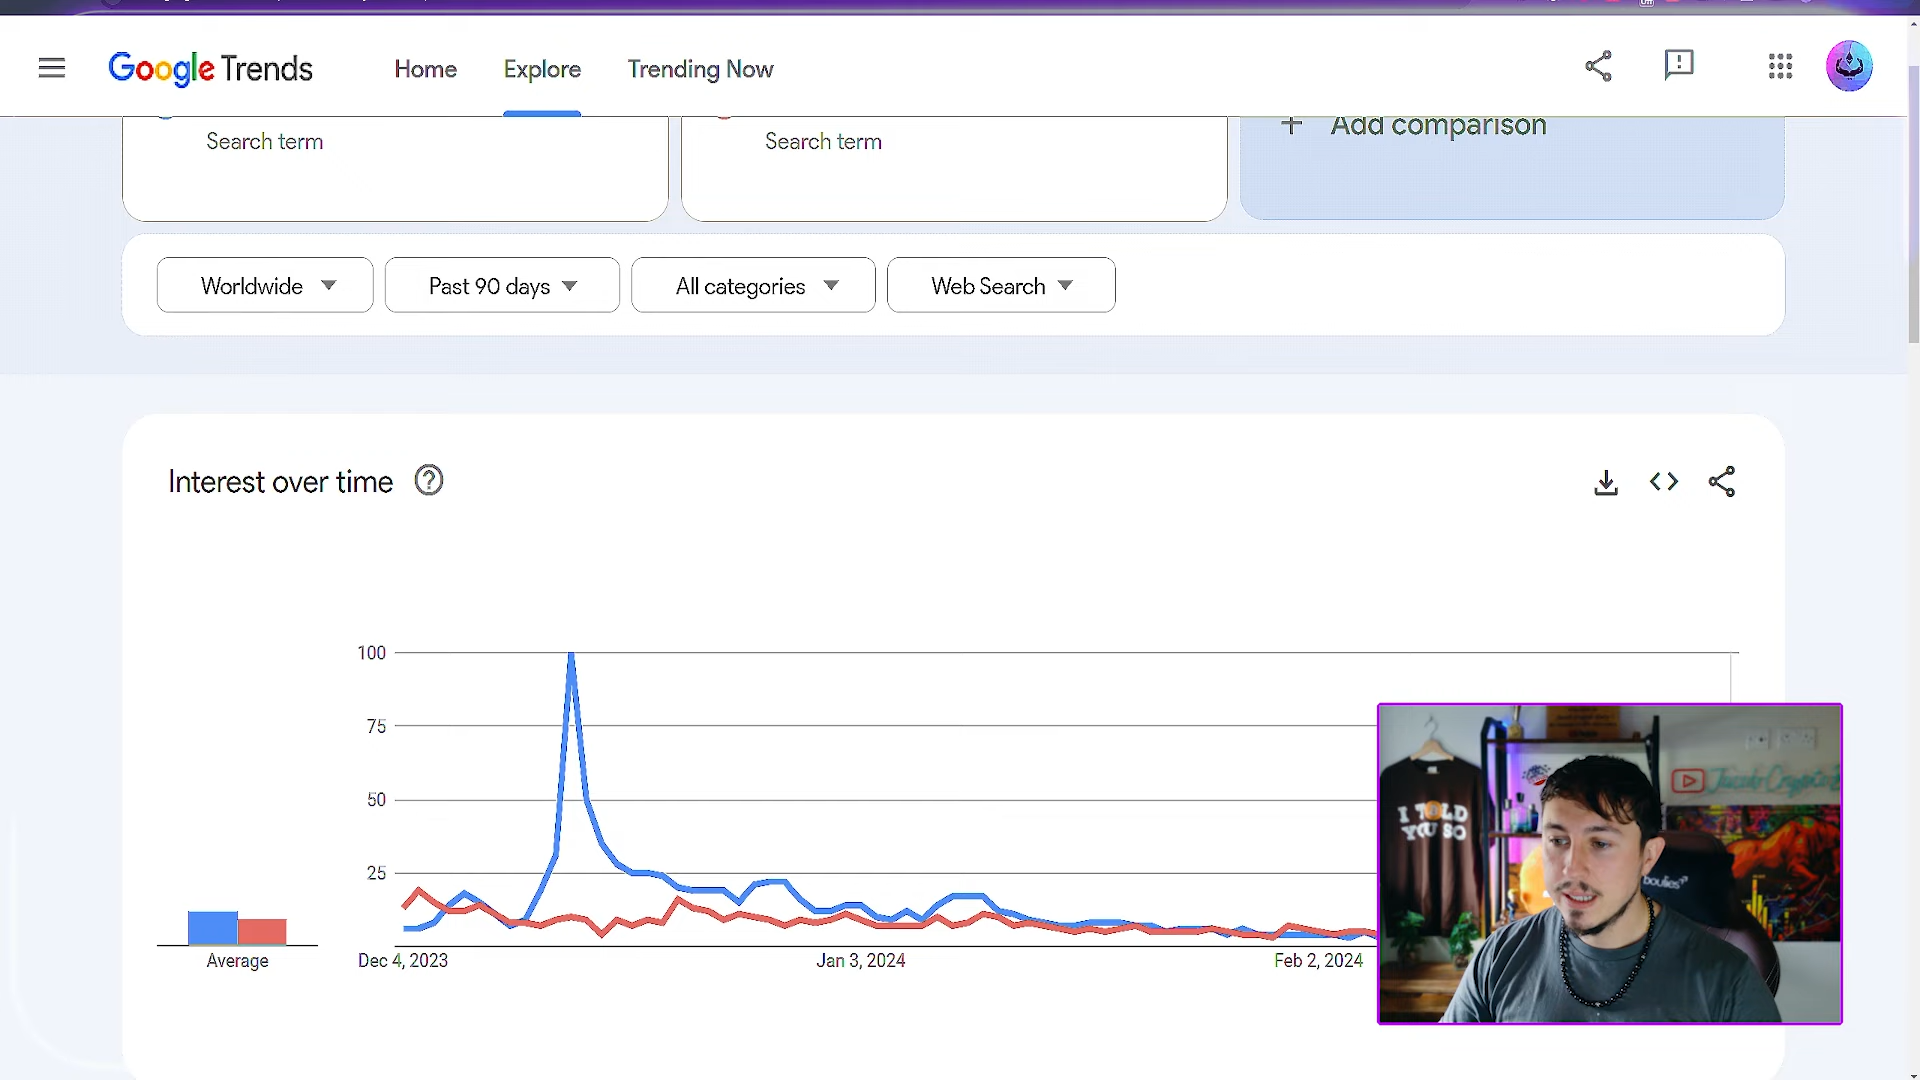 Google Trends
Home
Explore
Trending Now
Search term
Search term
+ Add comparison
Worldwide
Past 90 days
All categories
Web Search
Interest over time
100
75
50
25
Average
Dec 4, 2023
Jan 3, 2024
Feb 2, 2024
I TOLD
YOU SO
boulies